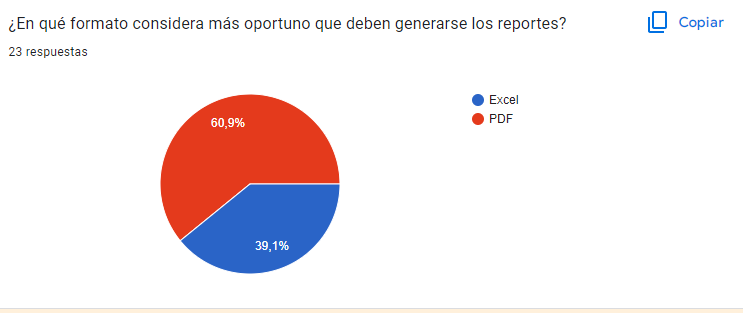 ¿En qué formato considera más oportuno que deben generarse los reportes?
Copiar
23 respuestas
Excel
PDF
60,9%
39,1%